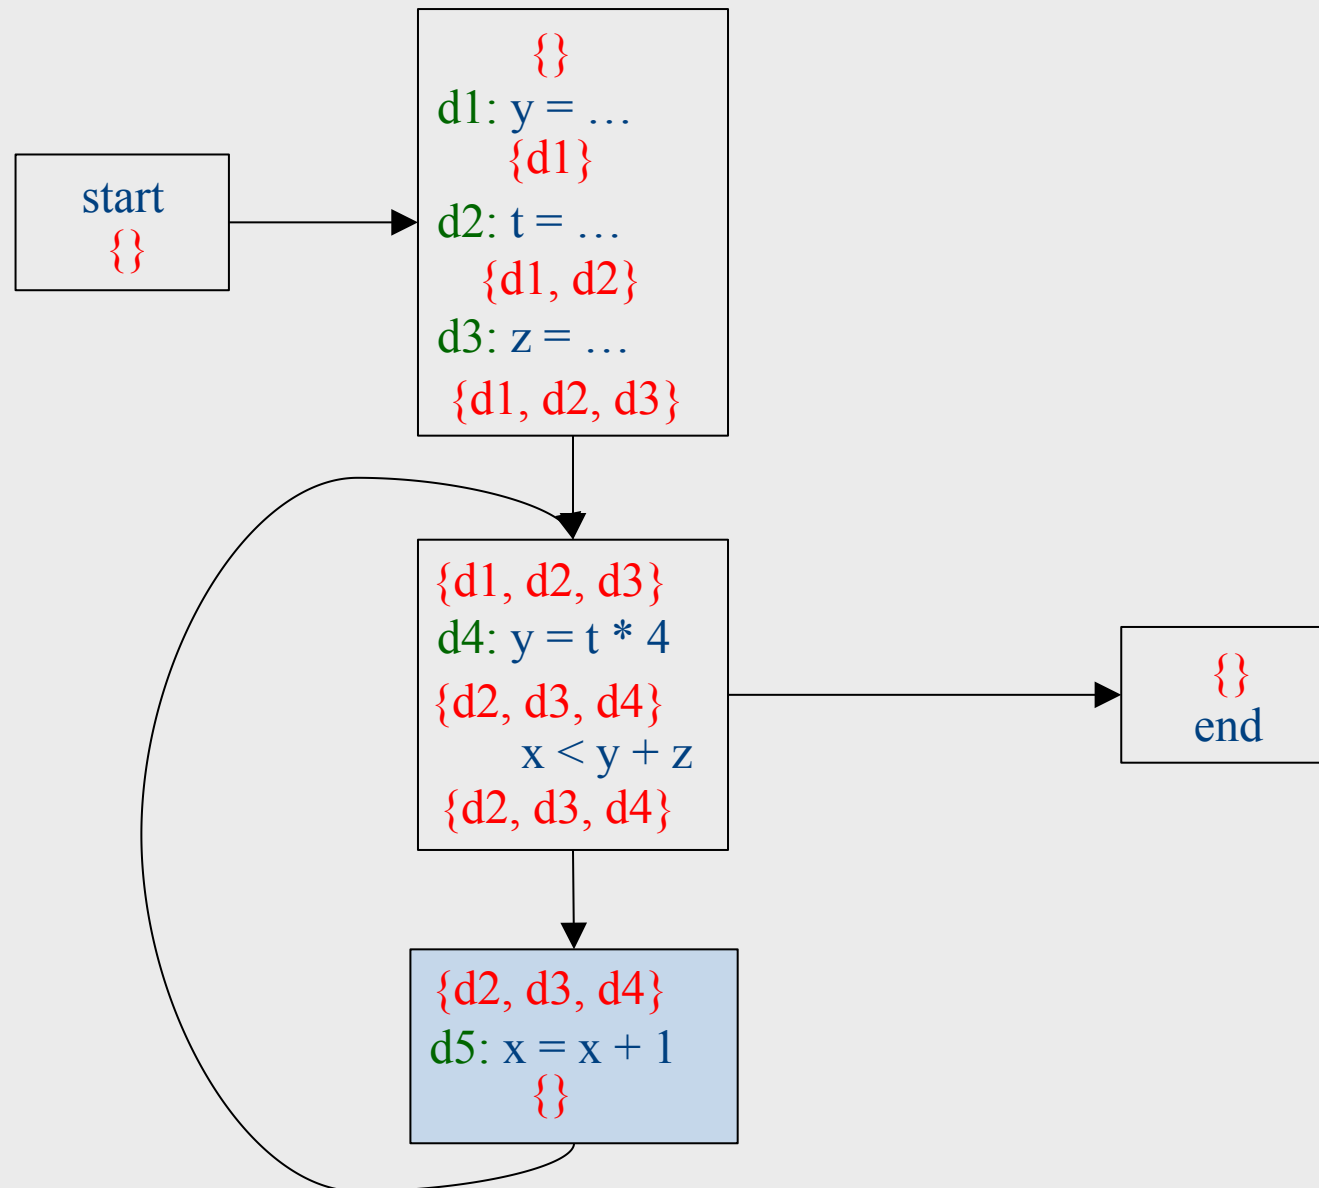 start
{}
{}
d1: y = …
{d1}
d2: t = …
{d1, d2}
d3: z = …
{d1, d2, d3}
{d1, d2, d3}
d4: y = t * 4
{d2, d3, d4}
x < y + z
{d2, d3, d4}
{}
end
{d2, d3, d4}
d5: x = x + 1
{}